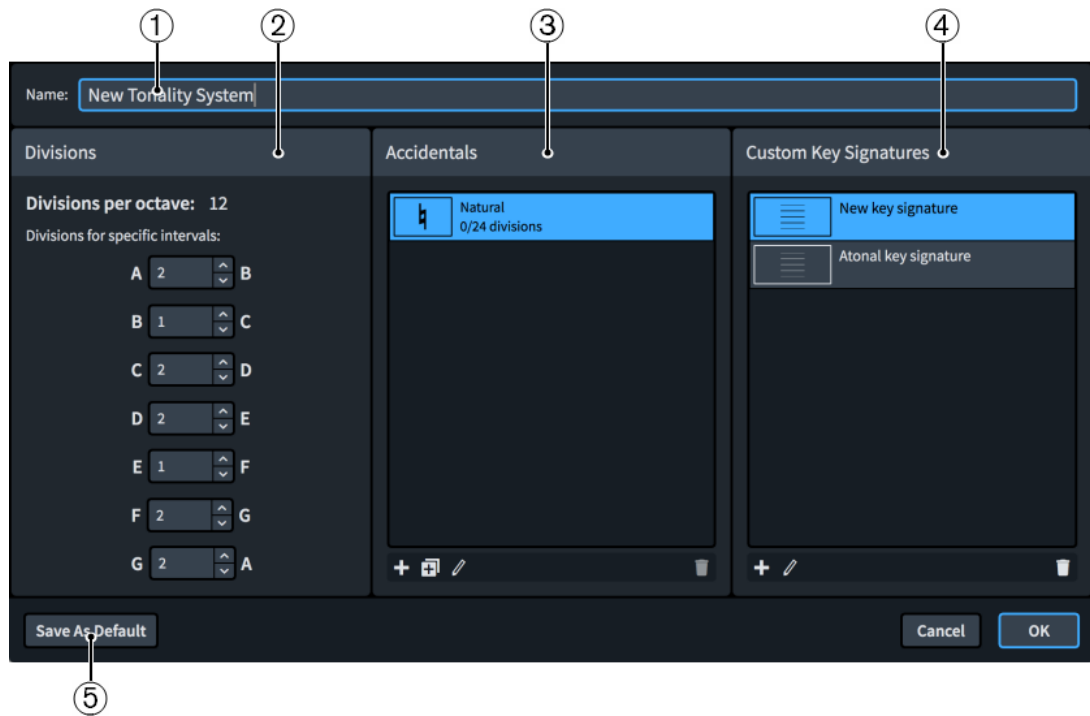 ① ② ③ ④
Name: New Tonality System
Divisions Accidentals Custom Key Signatures
Divisions per octave: 12
Divisions for specific intervals:
A 2 B
B 1 C
C 2 D
D 2 E
E 1 F
F 2 G
G 2 A
Natural
0/24 divisions
New key signature
Atonal key signature
Save As Default Cancel OK
⑤